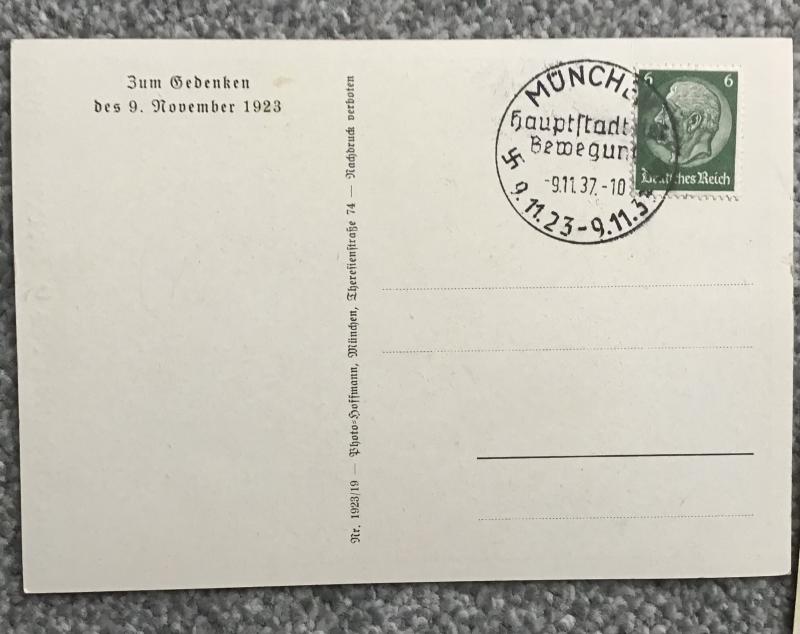 Zum Gedenken
des 9. November 1923
Nr. 1923/19 — Photo-Hoffmann, München, Theresienstraße 74 — Nachdruck verboten
MÜNCHE
Hauptstadt
Bewegun
-9.11.37.-10
9.11.23-9.11.3
6 6
Deutsches Reich